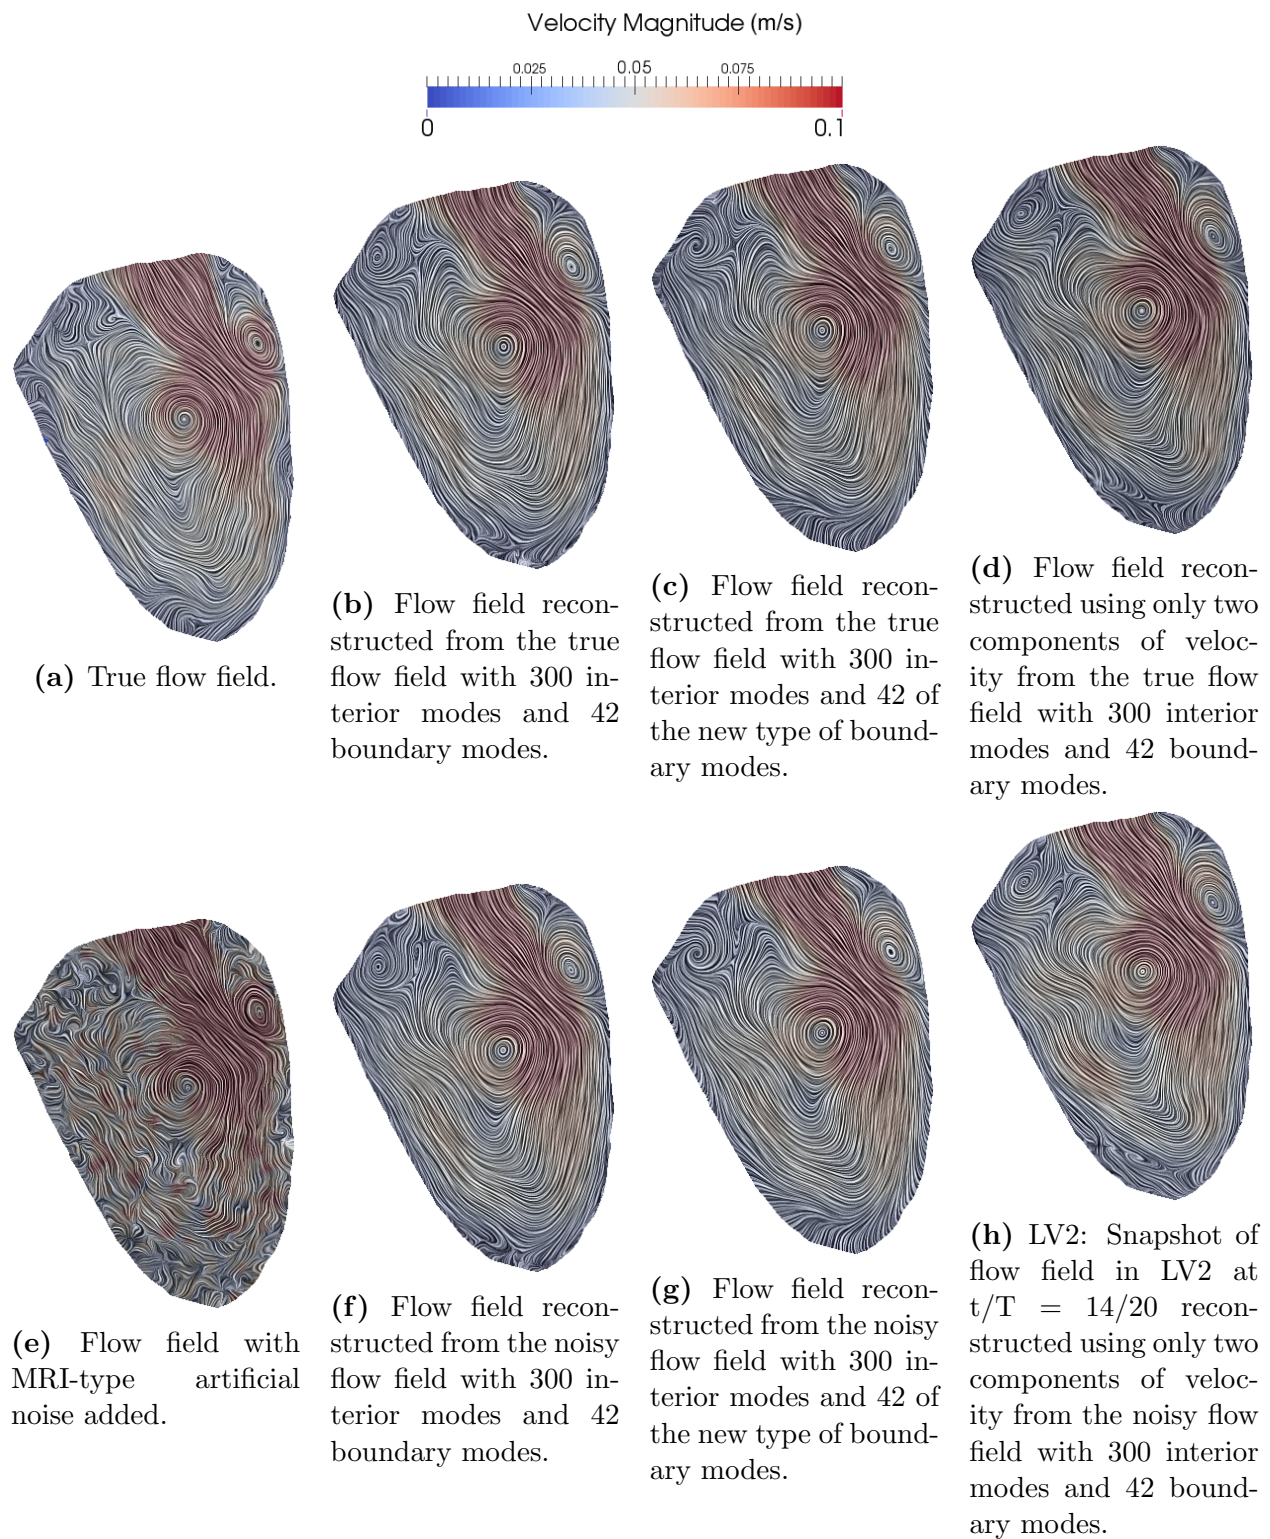 Velocity Magnitude (m/s)
0.025 0.05 0.075
0 0.1
(a) True flow field.
(b) Flow field recon-
structed from the true
flow field with 300 in-
terior modes and 42
boundary modes.
(c) Flow field recon-
structed from the true
flow field with 300 in-
terior modes and 42 of
the new type of bound-
ary modes.
(d) Flow field recon-
structed using only two
components of veloc-
ity from the true flow
field with 300 interior
modes and 42 bound-
ary modes.
(e) Flow field with
MRI-type artificial
noise added.
(f) Flow field recon-
structed from the noisy
flow field with 300 in-
terior modes and 42
boundary modes.
(g) Flow field recon-
structed from the noisy
flow field with 300 in-
terior modes and 42 of
the new type of bound-
ary modes.
(h) LV2: Snapshot of
flow field in LV2 at
t/T = 14/20 recon-
structed using only two
components of veloc-
ity from the noisy flow
field with 300 interior
modes and 42 bound-
ary modes.